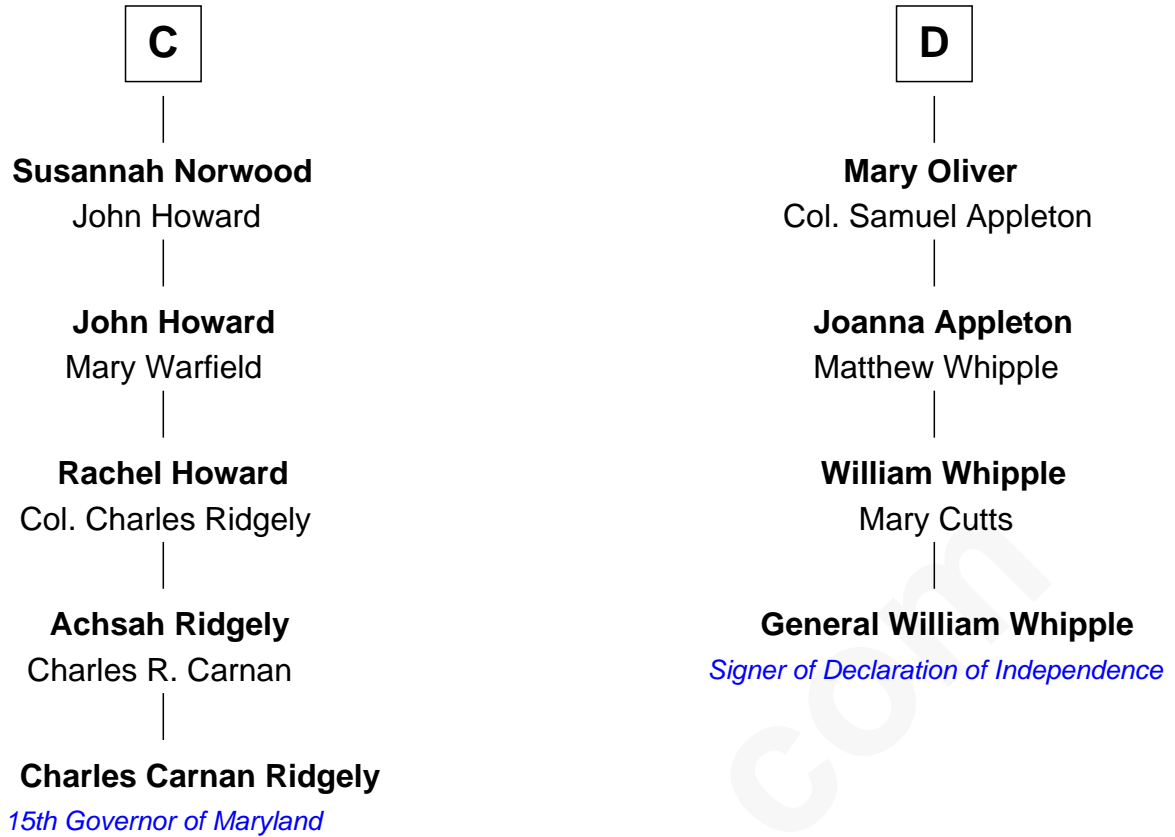 C
Susannah Norwood
John Howard
John Howard
Mary Warfield
Rachel Howard
Col. Charles Ridgely
Achsah Ridgely
Charles R. Carnan
Charles Carnan Ridgely
15th Governor of Maryland
D
Mary Oliver
Col. Samuel Appleton
Joanna Appleton
Matthew Whipple
William Whipple
Mary Cutts
General William Whipple
Signer of Declaration of Independence
com